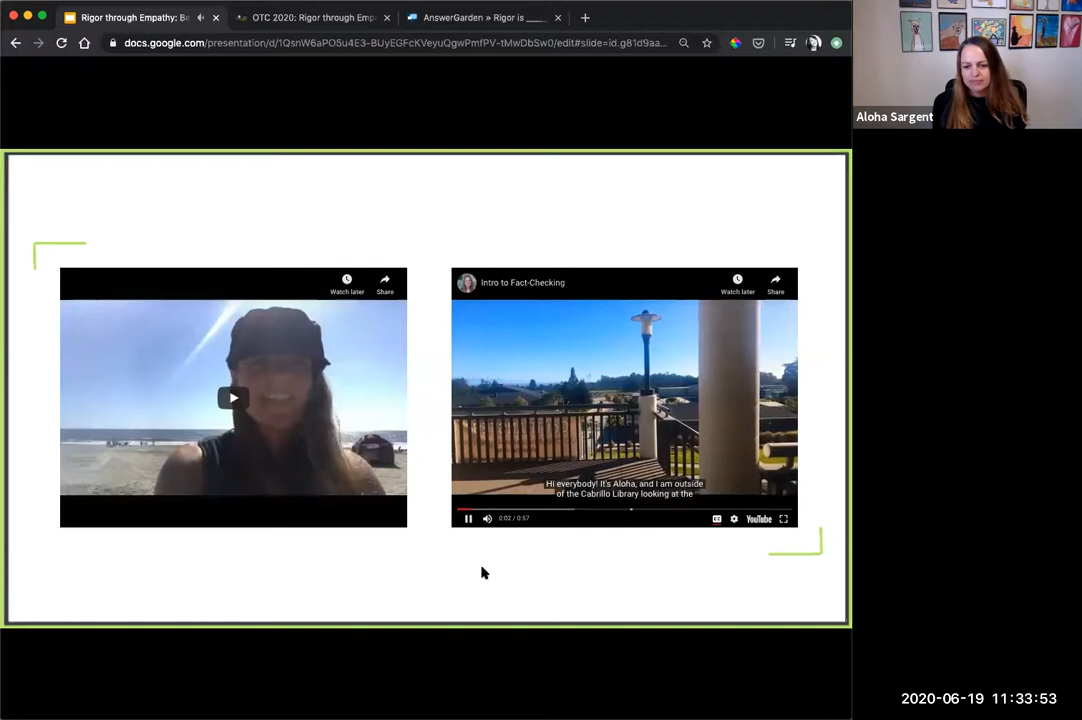 Rigor through Empathy: Be
OTC 2020: Rigor through Emp
AnswerGarden » Rigor is ____
docs.google.com/presentation/d/1QsnW6aPO5u4E3-BUyEGFcKVeyuQgwPmfPV-tMwDbSw0/edit#slide=id.g81d9aa...
Aloha Sargent
Watch later
Share
Intro to Fact-Checking
Watch later
Share
Hi everybody! It's Aloha, and I am outside
of the Cabrillo Library looking at the
0:02 / 0:57
CC
YouTube
2020-06-19 11:33:53